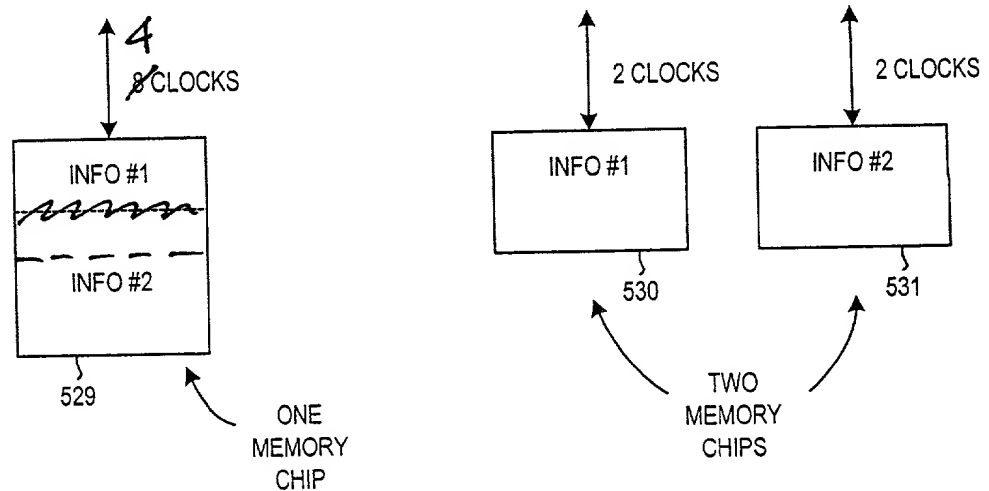 4
8 CLOCKS
INFO #1
INFO #2
529
ONE
MEMORY
CHIP
2 CLOCKS
INFO #1
530
2 CLOCKS
INFO #2
531
TWO
MEMORY
CHIPS